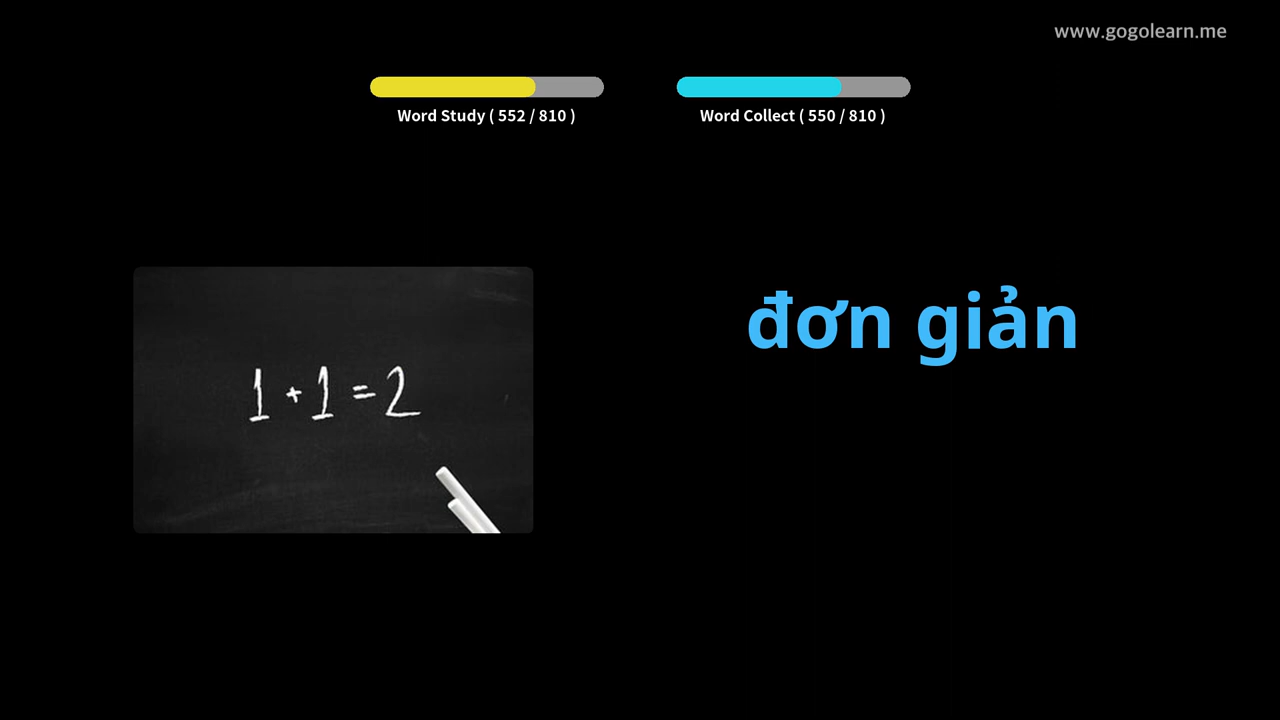 www.gogolearn.me
Word Study ( 552 / 810 )
Word Collect ( 550 / 810 )
đơn giản
1 + 1 = 2